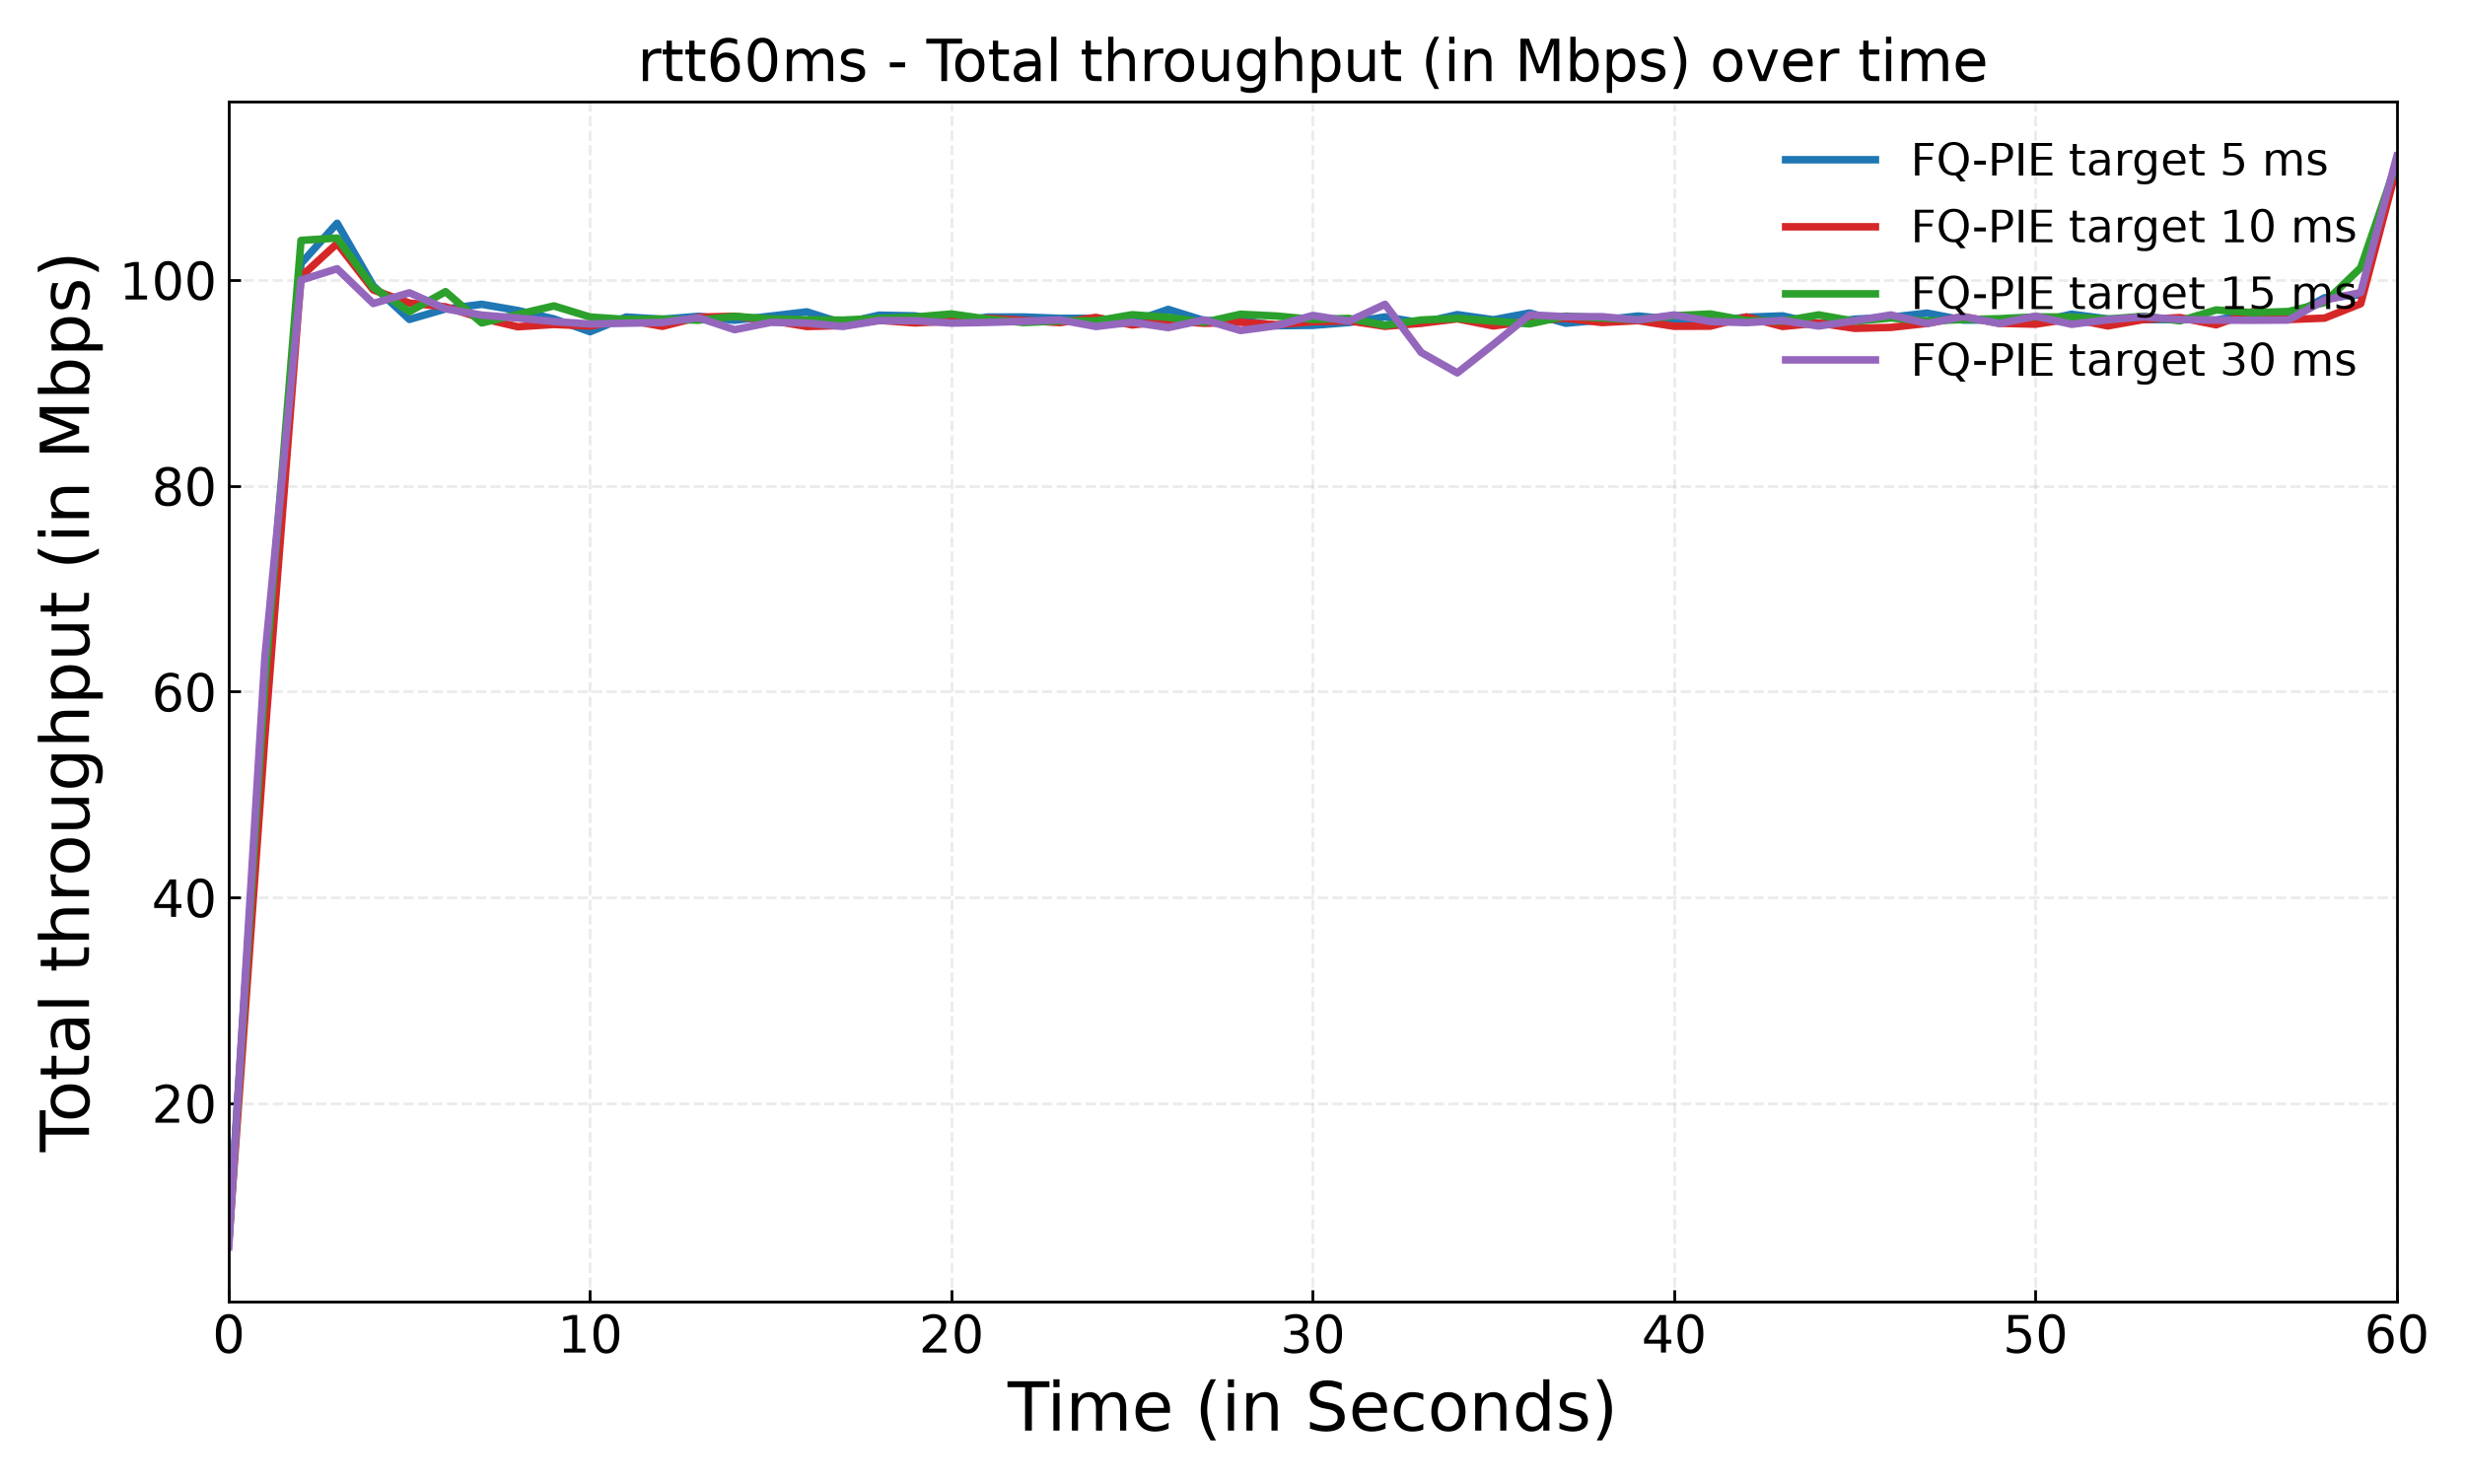 rtt60ms - Total throughput (in Mbps) over time
Total throughput (in Mbps)
100
80
60
40
20
FQ-PIE target 5 ms
FQ-PIE target 10 ms
FQ-PIE target 15 ms
FQ-PIE target 30 ms
0 10 20 30 40 50 60
Time (in Seconds)